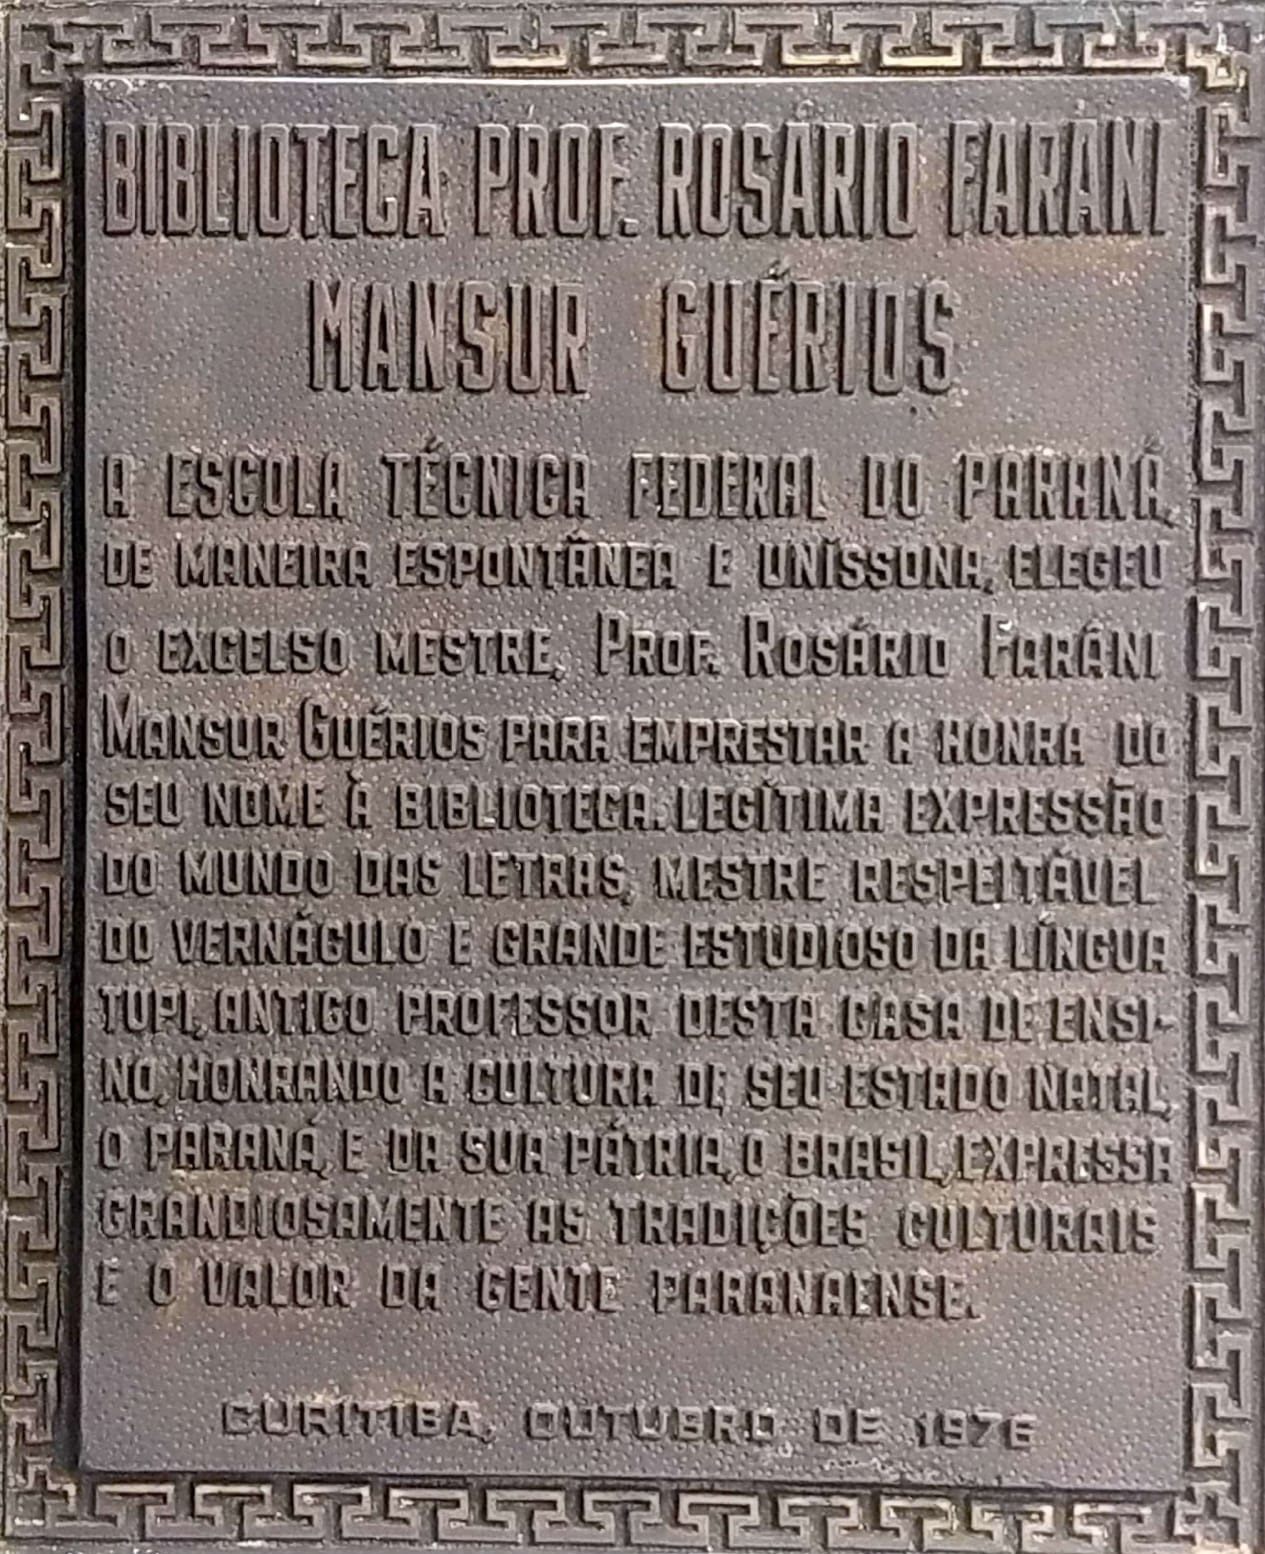 BIBLIOTECA PROF. ROSÁRIO FARÂNI
MANSUR GUÉRIOS
A ESCOLA TÉCNICA FEDERAL DO PARANÁ,
DE MANEIRA ESPONTÂNEA E UNÍSSONA, ELEGEU
O EXCELSO MESTRE, PROF. ROSÁRIO FARÂNI
MANSUR GUÉRIOS PARA EMPRESTAR A HONRA DO
SEU NOME À BIBLIOTECA. LEGÍTIMA EXPRESSÃO
DO MUNDO DAS LETRAS, MESTRE RESPEITÁVEL
DO VERNÁCULO E GRANDE ESTUDIOSO DA LÍNGUA
TUPI, ANTIGO PROFESSOR DESTA CASA DE ENSI-
NO, HONRANDO A CULTURA DE SEU ESTADO NATAL,
O PARANÁ, E DA SUA PÁTRIA, O BRASIL, EXPRESSA
GRANDIOSAMENTE AS TRADIÇÕES CULTURAIS
E O VALOR DA GENTE PARANAENSE.
CURITIBA, OUTUBRO DE 1976